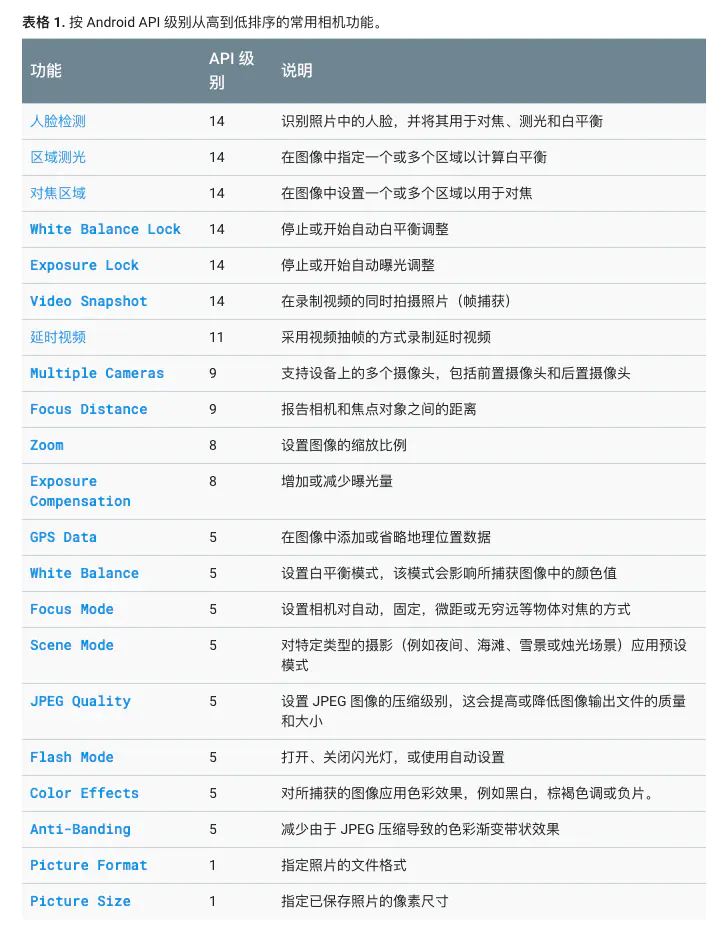 表格 1. 按 Android API 级别从高到低排序的常用相机功能。
功能 API 级别 说明
人脸检测 14 识别照片中的人脸，并将其用于对焦、测光和白平衡
区域测光 14 在图像中指定一个或多个区域以计算白平衡
对焦区域 14 在图像中设置一个或多个区域以用于对焦
White Balance Lock 14 停止或开始自动白平衡调整
Exposure Lock 14 停止或开始自动曝光调整
Video Snapshot 14 在录制视频的同时拍摄照片（帧捕获）
延时视频 11 采用视频抽帧的方式录制延时视频
Multiple Cameras 9 支持设备上的多个摄像头，包括前置摄像头和后置摄像头
Focus Distance 9 报告相机和焦点对象之间的距离
Zoom 8 设置图像的缩放比例
Exposure Compensation 8 增加或减少曝光量
GPS Data 5 在图像中添加或省略地理位置数据
White Balance 5 设置白平衡模式，该模式会影响所捕获图像中的颜色值
Focus Mode 5 设置相机对自动，固定，微距或无穷远等物体对焦的方式
Scene Mode 5 对特定类型的摄影（例如夜间、海滩、雪景或烛光场景）应用预设
模式
JPEG Quality 5 设置 JPEG 图像的压缩级别，这会提高或降低图像输出文件的质量
和大小
Flash Mode 5 打开、关闭闪光灯，或使用自动设置
Color Effects 5 对所捕获的图像应用色彩效果，例如黑白，棕褐色调或负片。
Anti-Banding 5 减少由于 JPEG 压缩导致的色彩渐变带状效果
Picture Format 1 指定照片的文件格式
Picture Size 1 指定已保存照片的像素尺寸